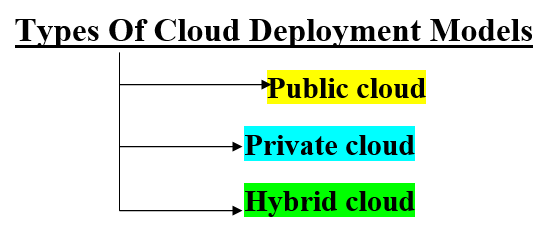 Types Of Cloud Deployment Models
Public cloud
Private cloud
Hybrid cloud